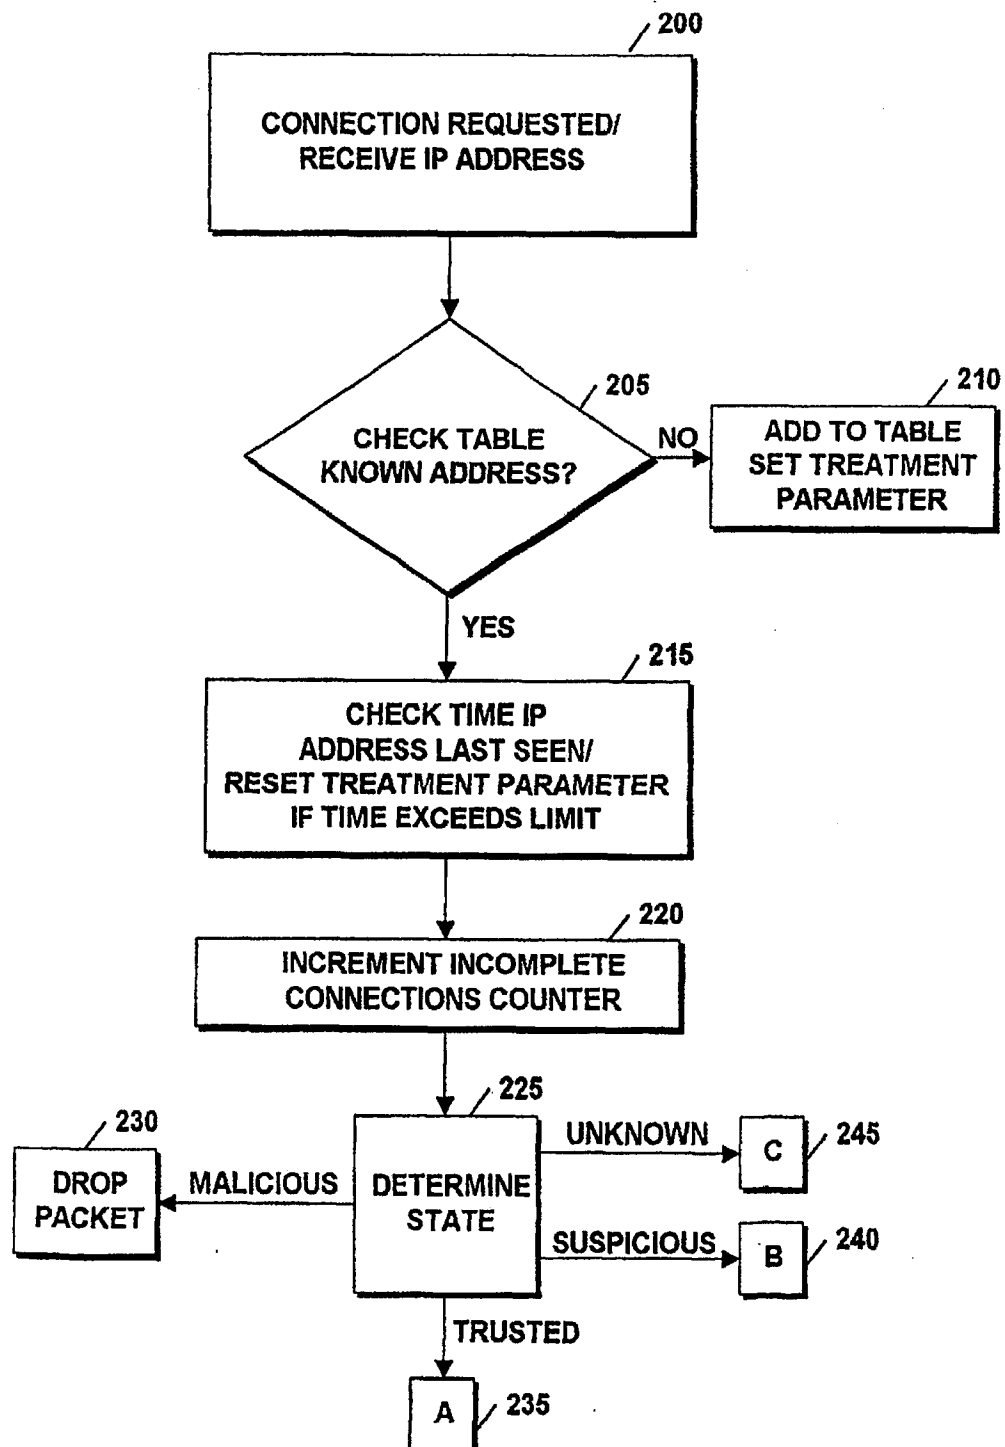 200
CONNECTION REQUESTED/
RECEIVE IP ADDRESS
205
CHECK TABLE
KNOWN ADDRESS?
NO
210
ADD TO TABLE
SET TREATMENT
PARAMETER
YES
215
CHECK TIME IP
ADDRESS LAST SEEN/
RESET TREATMENT PARAMETER
IF TIME EXCEEDS LIMIT
220
INCREMENT INCOMPLETE
CONNECTIONS COUNTER
225
DETERMINE
STATE
230
DROP
PACKET
MALICIOUS
UNKNOWN
C
245
SUSPICIOUS
B
240
TRUSTED
A
235